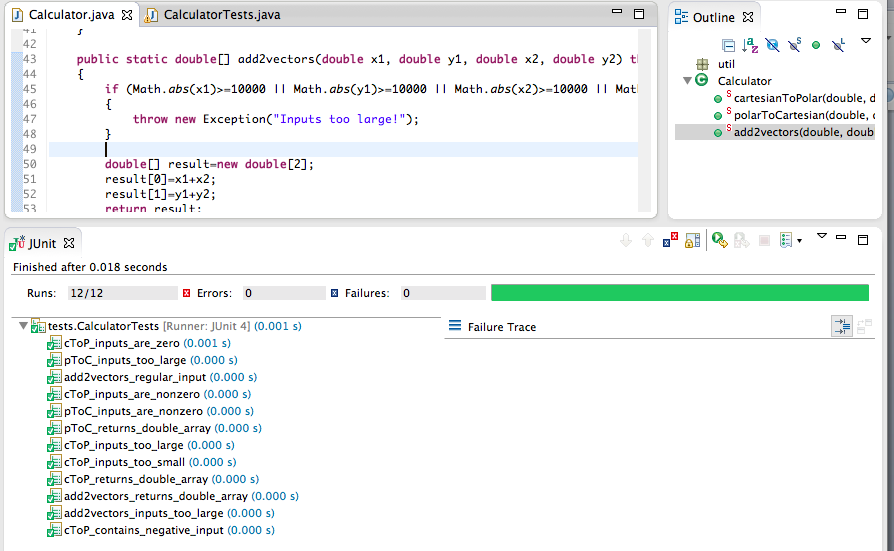 Calculator.java
CalculatorTests.java
41 }
42
43 public static double[] add2vectors(double x1, double y1, double x2, double y2) th
44 {
45 if (Math.abs(x1)>=10000 || Math.abs(y1)>=10000 || Math.abs(x2)>=10000 || Mat
46 {
47 throw new Exception("Inputs too large!");
48 }
49
50 double[] result=new double[2];
51 result[0]=x1+x2;
52 result[1]=y1+y2;
53 return result;
Outline
util
Calculator
S cartesianToPolar(double, d
S polarToCartesian(double, d
S add2vectors(double, doub
JUnit
Finished after 0.018 seconds
Runs: 12/12 Errors: 0 Failures: 0
tests.CalculatorTests [Runner: JUnit 4] (0.001 s)
Failure Trace
cToP_inputs_are_zero (0.001 s)
pToC_inputs_too_large (0.000 s)
add2vectors_regular_input (0.000 s)
cToP_inputs_are_nonzero (0.000 s)
pToC_inputs_are_nonzero (0.000 s)
pToC_returns_double_array (0.000 s)
cToP_inputs_too_large (0.000 s)
cToP_inputs_too_small (0.000 s)
cToP_returns_double_array (0.000 s)
add2vectors_returns_double_array (0.000 s)
add2vectors_inputs_too_large (0.000 s)
cToP_contains_negative_input (0.000 s)